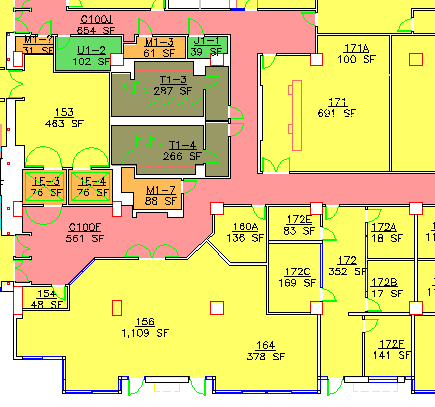 C100J
654 SF
M1-?
31 SF
U1-2
102 SF
M1-3
61 SF
J1-1
39 SF
171A
100 SF
T1-3
287 SF
153
483 SF
171
691 SF
T1-4
266 SF
1E-3
76 SF
1E-4
76 SF
M1-7
88 SF
C100F
561 SF
160A
136 SF
172E
83 SF
172A
18 SF
172
352 SF
172C
169 SF
172B
17 SF
154
48 SF
156
1,109 SF
164
378 SF
172F
141 SF